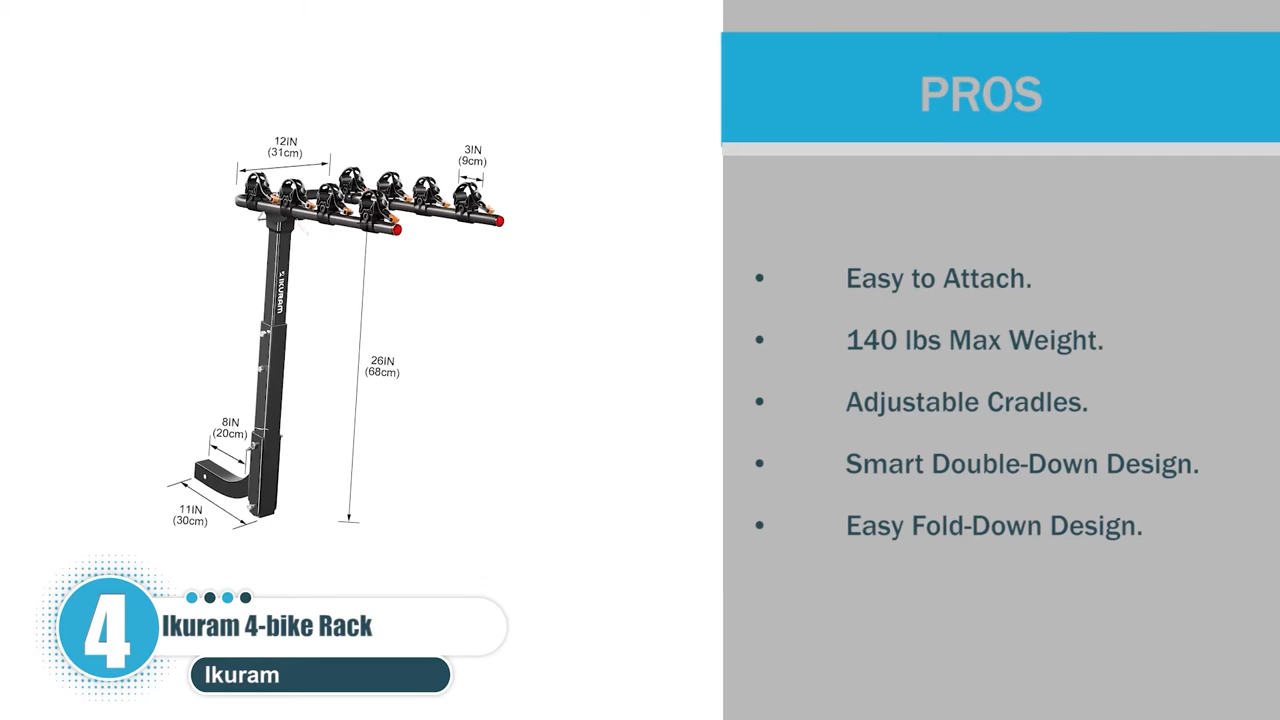 12IN
(31cm)
3IN
(9cm)
IKURAM
26IN
(68cm)
8IN
(20cm)
11IN
(30cm)
4
Ikuram 4-bike Rack
Ikuram
PROS
• Easy to Attach.
• 140 lbs Max Weight.
• Adjustable Cradles.
• Smart Double-Down Design.
• Easy Fold-Down Design.